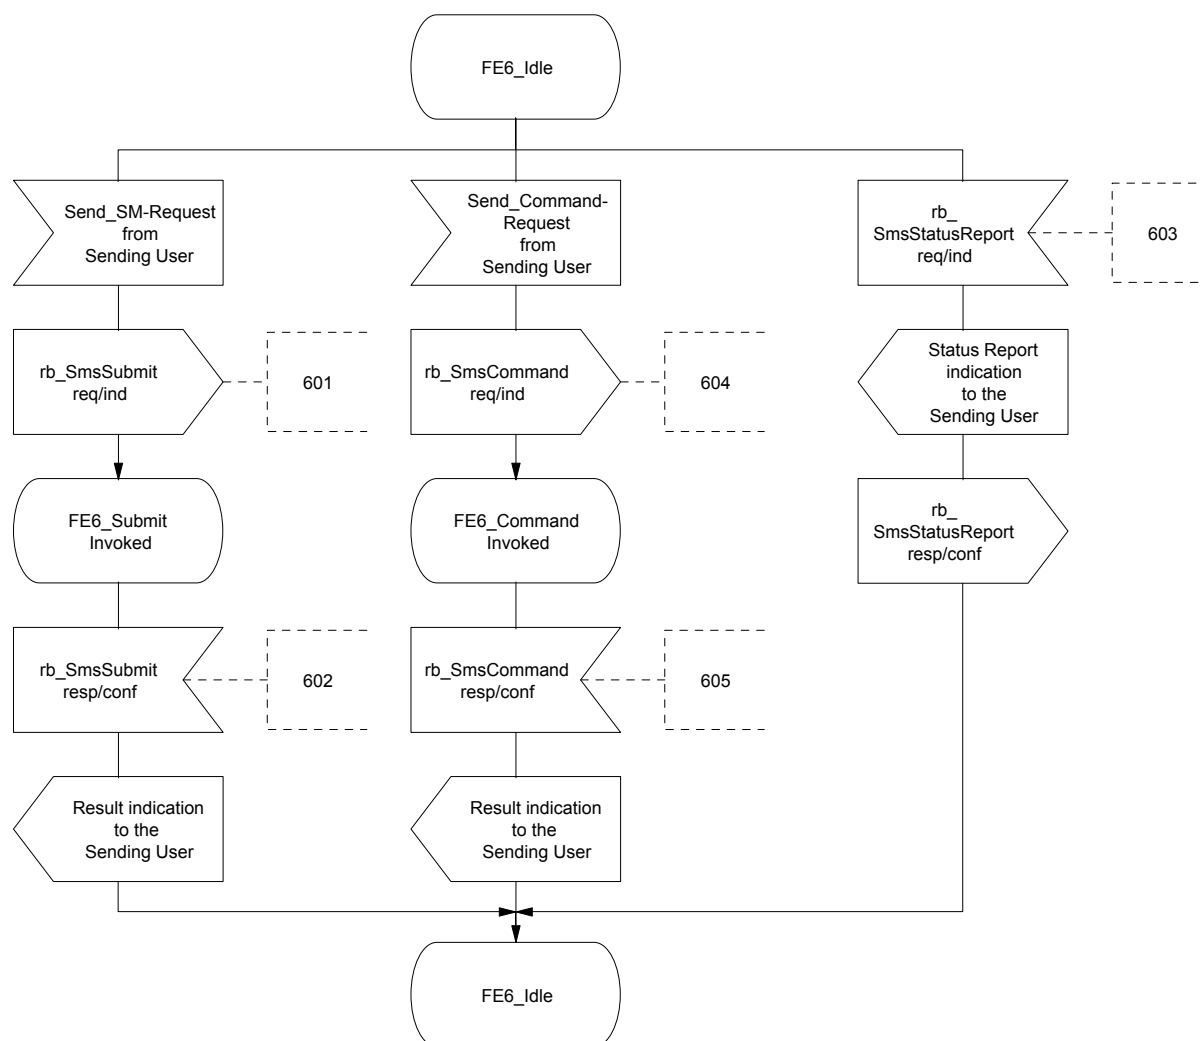 FE6_Idle
Send_SM-Request
from
Sending User
Send_Command-
Request
from
Sending User
rb_
SmsStatusReport
req/ind
603
rb_SmsSubmit
req/ind
601
rb_SmsCommand
req/ind
604
Status Report
indication
to the
Sending User
FE6_Submit
Invoked
FE6_Command
Invoked
rb_
SmsStatusReport
resp/conf
rb_SmsSubmit
resp/conf
602
rb_SmsCommand
resp/conf
605
Result indication
to the
Sending User
Result indication
to the
Sending User
FE6_Idle